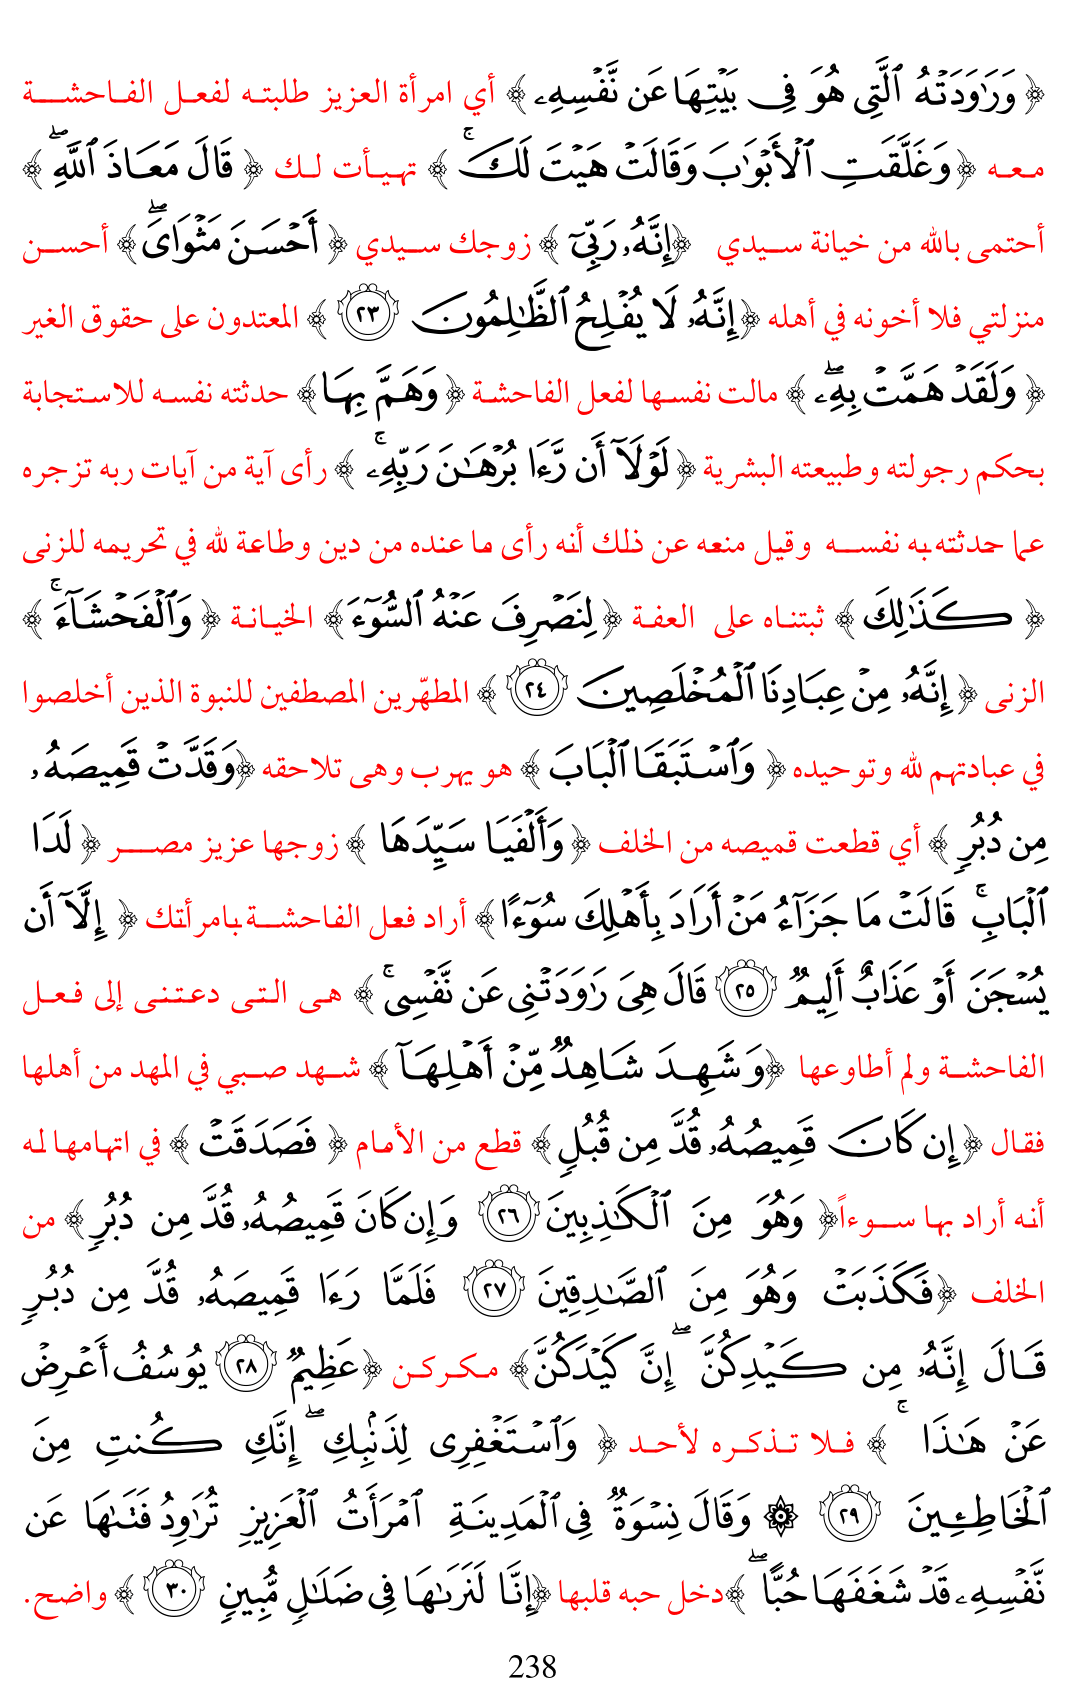 ﴿ وَرَٰوَدَتْهُ ٱلَّتِى هُوَ فِى بَيْتِهَا عَن نَّفْسِهِۦ ﴾ أي امرأة العزيز طلبته لفعل الفاحشة
معه ﴿ وَغَلَّقَتِ ٱلْأَبْوَٰبَ وَقَالَتْ هَيْتَ لَكَ ۚ ﴾ تهيأت لك ﴿ قَالَ مَعَاذَ ٱللَّهِ ۖ ﴾
أحتمى بالله من خيانة سيدي ﴿إِنَّهُۥ رَبِّىٓ ﴾ زوجك سيدي ﴿ أَحْسَنَ مَثْوَاىَ ۖ ﴾ أحسن
منزلتي فلا أخونه في أهله ﴿إِنَّهُۥ لَا يُفْلِحُ ٱلظَّٰلِمُونَ ٢٣ ﴾ المعتدون على حقوق الغير
﴿ وَلَقَدْ هَمَّتْ بِهِۦ ۖ ﴾ مالت نفسها لفعل الفاحشة ﴿ وَهَمَّ بِهَا﴾ حدثته نفسه للاستجابة
بحكم رجولته وطبيعته البشرية ﴿ لَوْلَآ أَن رَّءَا بُرْهَٰنَ رَبِّهِۦ ۚ ﴾ رأى آية من آيات ربه تزجره
عما حدثته به نفسه وقيل منعه عن ذلك أنه رأى ما عنده من دين وطاعة لله في تحريمه للزنى
﴿ كَذَٰلِكَ ﴾ ثبتناه على العفة ﴿ لِنَصْرِفَ عَنْهُ ٱلسُّوٓءَ﴾ الخيانة ﴿ وَٱلْفَحْشَآءَ ۚ ﴾
الزنى ﴿ إِنَّهُۥ مِنْ عِبَادِنَا ٱلْمُخْلَصِينَ ٢٤ ﴾ المطهّرين المصطفين للنبوة الذين أخلصوا
في عبادتهم لله وتوحيده ﴿ وَٱسْتَبَقَا ٱلْبَابَ ﴾ هو يهرب وهى تلاحقه ﴿وَقَدَّتْ قَمِيصَهُۥ
مِن دُبُرٍ ﴾ أي قطعت قميصه من الخلف ﴿ وَأَلْفَيَا سَيِّدَهَا ﴾ زوجها عزيز مصر ﴿ لَدَا
ٱلْبَابِ ۚ قَالَتْ مَا جَزَآءُ مَنْ أَرَادَ بِأَهْلِكَ سُوٓءًا﴾ أراد فعل الفاحشة بامرأتك ﴿ إِلَّآ أَن
يُسْجَنَ أَوْ عَذَابٌ أَلِيمٌ ٢٥ قَالَ هِىَ رَٰوَدَتْنِى عَن نَّفْسِى ۚ ﴾ هى التى دعتنى إلى فعل
الفاحشة ولم أطاوعها ﴿وَشَهِدَ شَاهِدٌ مِّنْ أَهْلِهَآ ﴾ شهد صبي في المهد من أهلها
فقال ﴿إِن كَانَ قَمِيصُهُۥ قُدَّ مِن قُبُلٍ﴾ قطع من الأمام ﴿ فَصَدَقَتْ ﴾ في اتهامها له
أنه أراد بها سوءاً﴿ وَهُوَ مِنَ ٱلْكَٰذِبِينَ ٢٦ وَإِن كَانَ قَمِيصُهُۥ قُدَّ مِن دُبُرٍ﴾ من
الخلف ﴿فَكَذَبَتْ وَهُوَ مِنَ ٱلصَّٰدِقِينَ ٢٧ فَلَمَّا رَءَا قَمِيصَهُۥ قُدَّ مِن دُبُرٍ
قَالَ إِنَّهُۥ مِن كَيْدِكُنَّ ۖ إِنَّ كَيْدَكُنَّ﴾ مكركن ﴿عَظِيمٌ ٢٨ يُوسُفُ أَعْرِضْ
عَنْ هَٰذَا ۚ ﴾ فلا تذكره لأحد ﴿ وَٱسْتَغْفِرِى لِذَنۢبِكِ ۖ إِنَّكِ كُنتِ مِنَ
ٱلْخَاطِـِٔينَ ٢٩ ۞ وَقَالَ نِسْوَةٌ فِى ٱلْمَدِينَةِ ٱمْرَأَتُ ٱلْعَزِيزِ تُرَٰوِدُ فَتَىٰهَا عَن
نَّفْسِهِۦ قَدْ شَغَفَهَا حُبًّا ۖ﴾دخل حبه قلبها ﴿إِنَّا لَنَرَىٰهَا فِى ضَلَٰلٍ مُّبِينٍ ٣٠ ﴾ واضح.
238